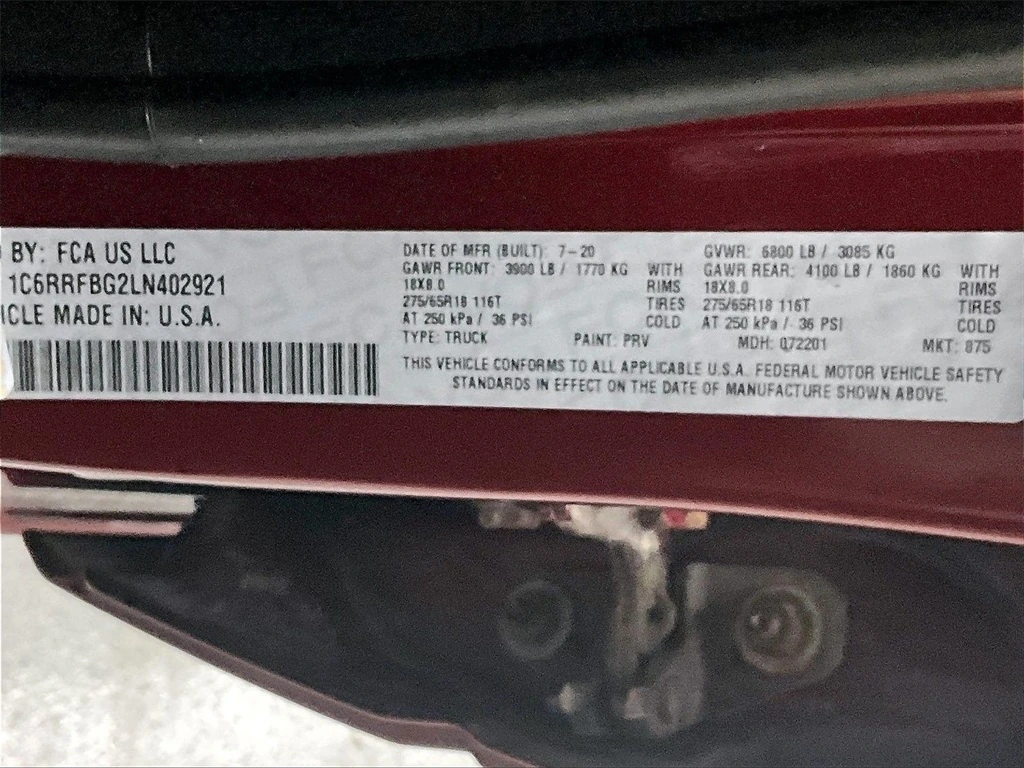 BY: FCA US LLC
1C6RRFBG2LN402921
ICLE MADE IN: U.S.A.
DATE OF MFR (BUILT): 7-20
GAWR FRONT: 3900 LB / 1770 KG WITH
18X8.0 RIMS
275/65R18 116T TIRES
AT 250 kPa / 36 PSI COLD
TYPE: TRUCK PAINT: PRV
GVWR: 6800 LB / 3085 KG
GAWR REAR: 4100 LB / 1860 KG WITH
18X8.0 RIMS
275/65R18 116T TIRES
AT 250 kPa / 36 PSI COLD
MDH: 072201 MKT: 875
THIS VEHICLE CONFORMS TO ALL APPLICABLE U.S.A. FEDERAL MOTOR VEHICLE SAFETY
STANDARDS IN EFFECT ON THE DATE OF MANUFACTURE SHOWN ABOVE.